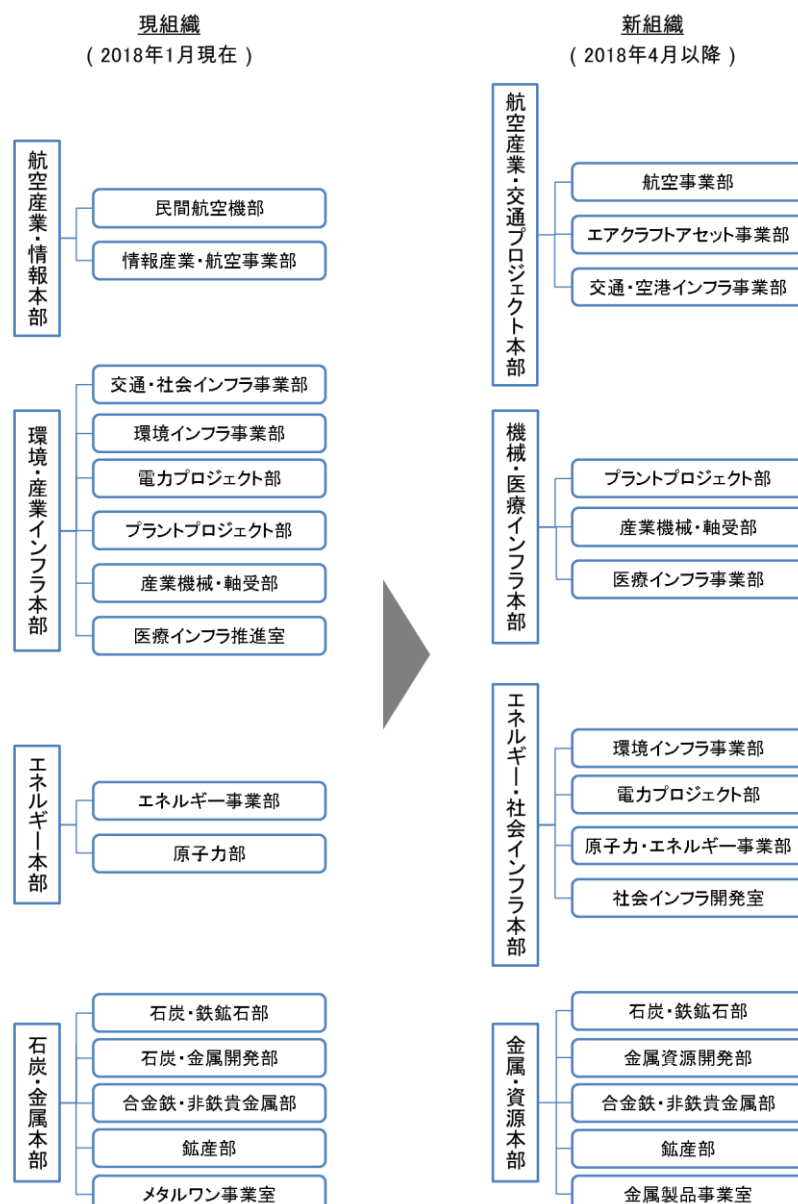 現組織
(2018年1月現在)
航空産業・情報本部
民間航空機部
情報産業・航空事業部
環境・産業インフラ本部
交通・社会インフラ事業部
環境インフラ事業部
電力プロジェクト部
プラントプロジェクト部
産業機械・軸受部
医療インフラ推進室
エネルギー本部
エネルギー事業部
原子力部
石炭・金属本部
石炭・鉄鉱石部
石炭・金属開発部
合金鉄・非鉄貴金属部
鉱産部
メタルワン事業室
新組織
(2018年4月以降)
航空産業・交通プロジェクト本部
航空事業部
エアクラフトアセット事業部
交通・空港インフラ事業部
機械・医療インフラ本部
プラントプロジェクト部
産業機械・軸受部
医療インフラ事業部
エネルギー・社会インフラ本部
環境インフラ事業部
電力プロジェクト部
原子力・エネルギー事業部
社会インフラ開発室
金属・資源本部
石炭・鉄鉱石部
金属資源開発部
合金鉄・非鉄貴金属部
鉱産部
金属製品事業室